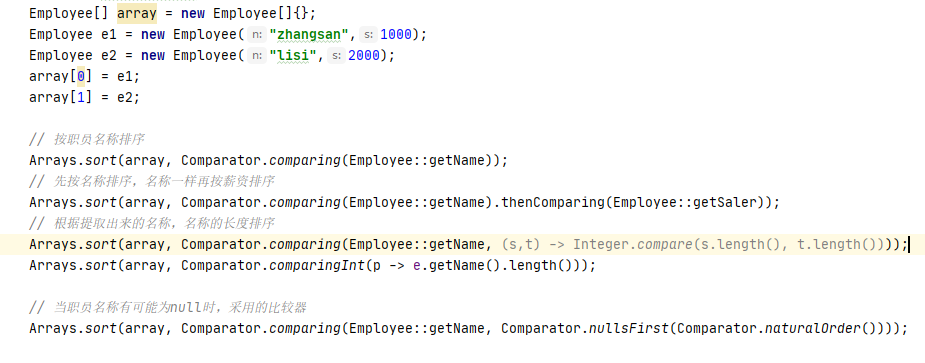 Employee[] array = new Employee[]{};
Employee e1 = new Employee( n: "zhangsan", s: 1000);
Employee e2 = new Employee( n: "lisi", s: 2000);
array[0] = e1;
array[1] = e2;
// 按职员名称排序
Arrays.sort(array, Comparator.comparing(Employee::getName));
// 先按名称排序，名称一样再按薪资排序
Arrays.sort(array, Comparator.comparing(Employee::getName).thenComparing(Employee::getSaler));
// 根据提取出来的名称，名称的长度排序
Arrays.sort(array, Comparator.comparing(Employee::getName, (s,t) -> Integer.compare(s.length(), t.length())));
Arrays.sort(array, Comparator.comparingInt(p -> e.getName().length()));
// 当职员名称有可能为null时，采用的比较器
Arrays.sort(array, Comparator.comparing(Employee::getName, Comparator.nullsFirst(Comparator.naturalOrder())));